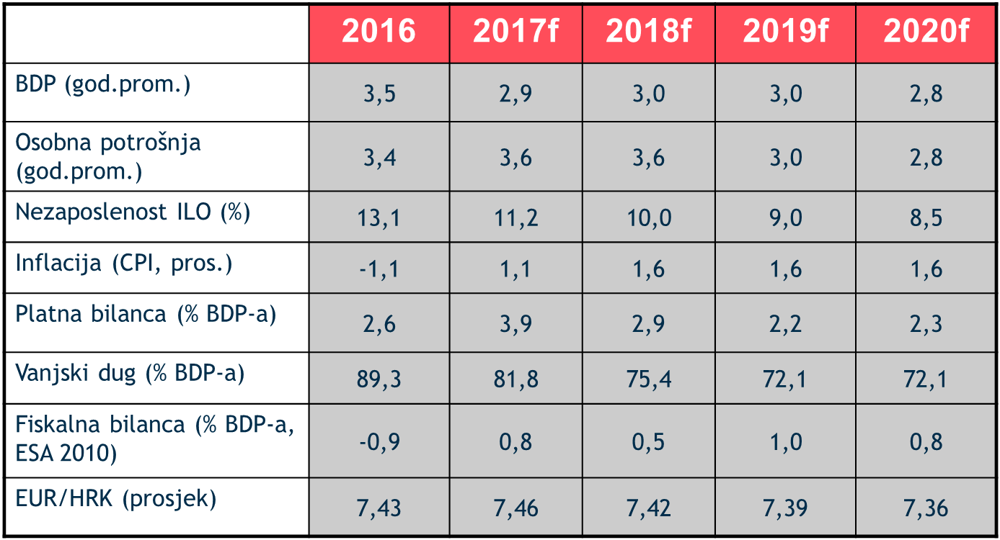 2016 2017f 2018f 2019f 2020f
BDP (god.prom.) 3,5 2,9 3,0 3,0 2,8
Osobna potrošnja
(god.prom.) 3,4 3,6 3,6 3,0 2,8
Nezaposlenost ILO (%) 13,1 11,2 10,0 9,0 8,5
Inflacija (CPI, pros.) -1,1 1,1 1,6 1,6 1,6
Platna bilanca (% BDP-a) 2,6 3,9 2,9 2,2 2,3
Vanjski dug (% BDP-a) 89,3 81,8 75,4 72,1 72,1
Fiskalna bilanca (% BDP-a,
ESA 2010) -0,9 0,8 0,5 1,0 0,8
EUR/HRK (prosjek) 7,43 7,46 7,42 7,39 7,36